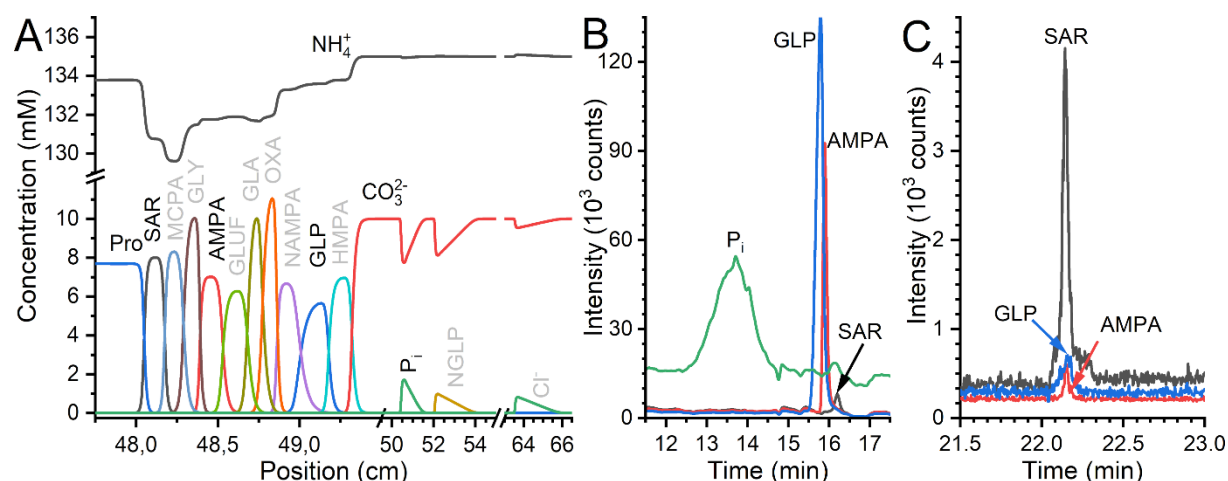 A
Concentration (mM)
136
134
132
130
10
8
6
4
2
0
NH₄⁺
Pro
SAR
MCPA
GLY
AMPA
GLUF
GLA
OXA
NAMPA
GLP
HMPA
CO₃²⁻
Pᵢ
NGLP
Cl⁻
48,0
48,5
49,0
50
52
54
64
66
Position (cm)
B
Intensity (10³ counts)
120
90
60
30
0
GLP
AMPA
Pᵢ
SAR
12
13
14
15
16
17
Time (min)
C
Intensity (10³ counts)
4
3
2
1
0
SAR
GLP
AMPA
21.5
22.0
22.5
23.0
Time (min)